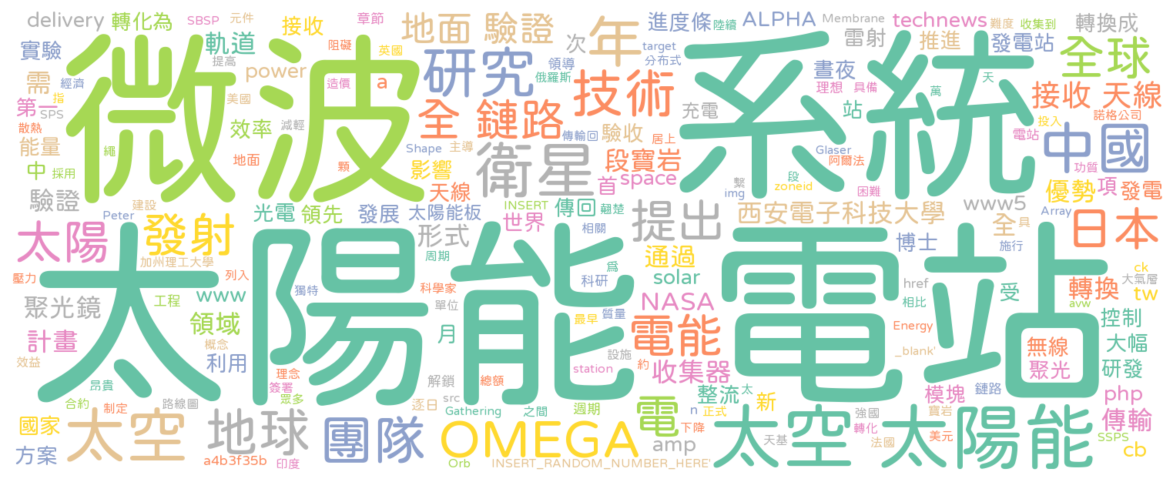 delivery 轉化為 SBSP 元件 接收 章節 地面 驗證 次 年 進度條 ALPHA 陸續 technews Membrane 難度 收集到 轉換成
實驗 軌道 阻礙 英國 雷射 target 分布式 推進 發電站 全球
需 經濟 提高 power 領導 a 研究 俄羅斯 技術 晝夜 理想 具備 天
第一 指 美國 造價 微波 系統 站 萬 接收 天線
SPS 效率 減輕 全 鏈路 傳輸回 驗收 居上 充電 電站 投入 諾格公司
散熱 能量 繩 地面 顆 Shape 主導 衛星 段寶岩 Glaser 阿爾法 段 中國 功質
中 採用 影響 首 space 繫 zoneid 困難 優勢 項 發電
驗證 Peter 建設 光電 領先 發展 天線 太陽能板 INSERT 傳回 翹楚 提出 img 西安電子科技大學 www5 Array 全 具
太陽 發射 形式 世界 相關 博士 施行 日本
加州理工大學 周期 科研 爲 通過 solar href 受 大氣層 ck
壓力 列入 獨特 科學家 單位 質量 NASA 相比 轉換 avw tw
聚光鏡 工程 www 月 最早 電能 Energy 控制
計畫 概念 領域 太陽能 電站 設施 約 _blank' 無線 大幅
效益 利用 理念 解鎖 總額 station 收集器 聚光 研發
昂貴 簽署 src 模塊 鏈路 php
合約 制定 路線圖 眾多 逐日 Gathering 之間 週期 電 整流 太 新 傳輸
國家 太空 地球 團隊 OMEGA n 下降 正式 太空 太陽能 強國 寶岩 SSPS
方案 a4b3f35b 印度 Orb INSERT_RANDOM_NUMBER_HERE' amp 天基 轉化 法國 美元 cb